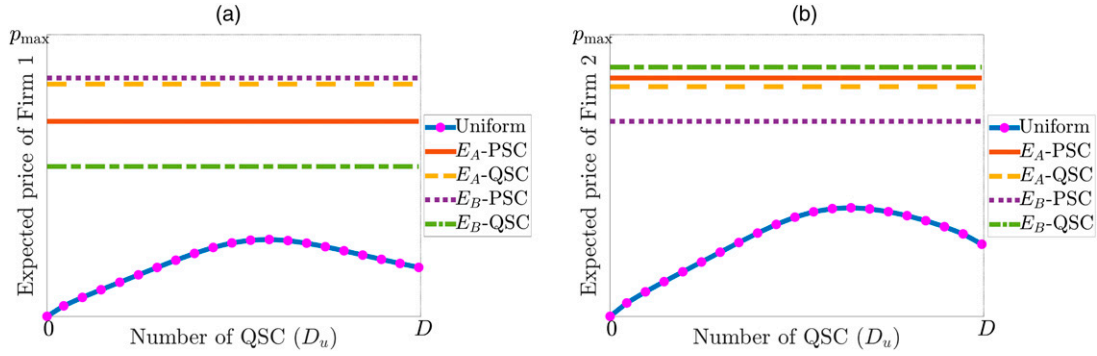 (a)
p_max
Expected price of Firm 1
Uniform
E_A-PSC
E_A-QSC
E_B-PSC
E_B-QSC
0
D
Number of QSC (D_u)
(b)
p_max
Expected price of Firm 2
Uniform
E_A-PSC
E_A-QSC
E_B-PSC
E_B-QSC
0
D
Number of QSC (D_u)